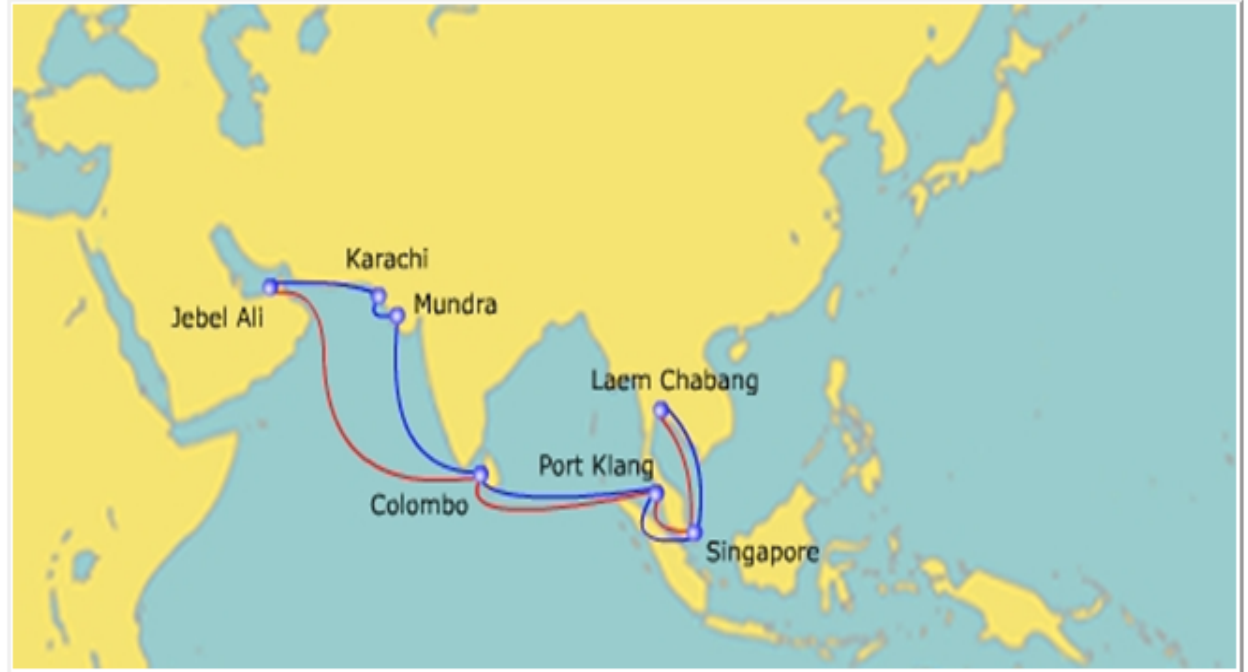 Karachi
Mundra
Jebel Ali
Laem Chabang
Port Klang
Colombo
Singapore